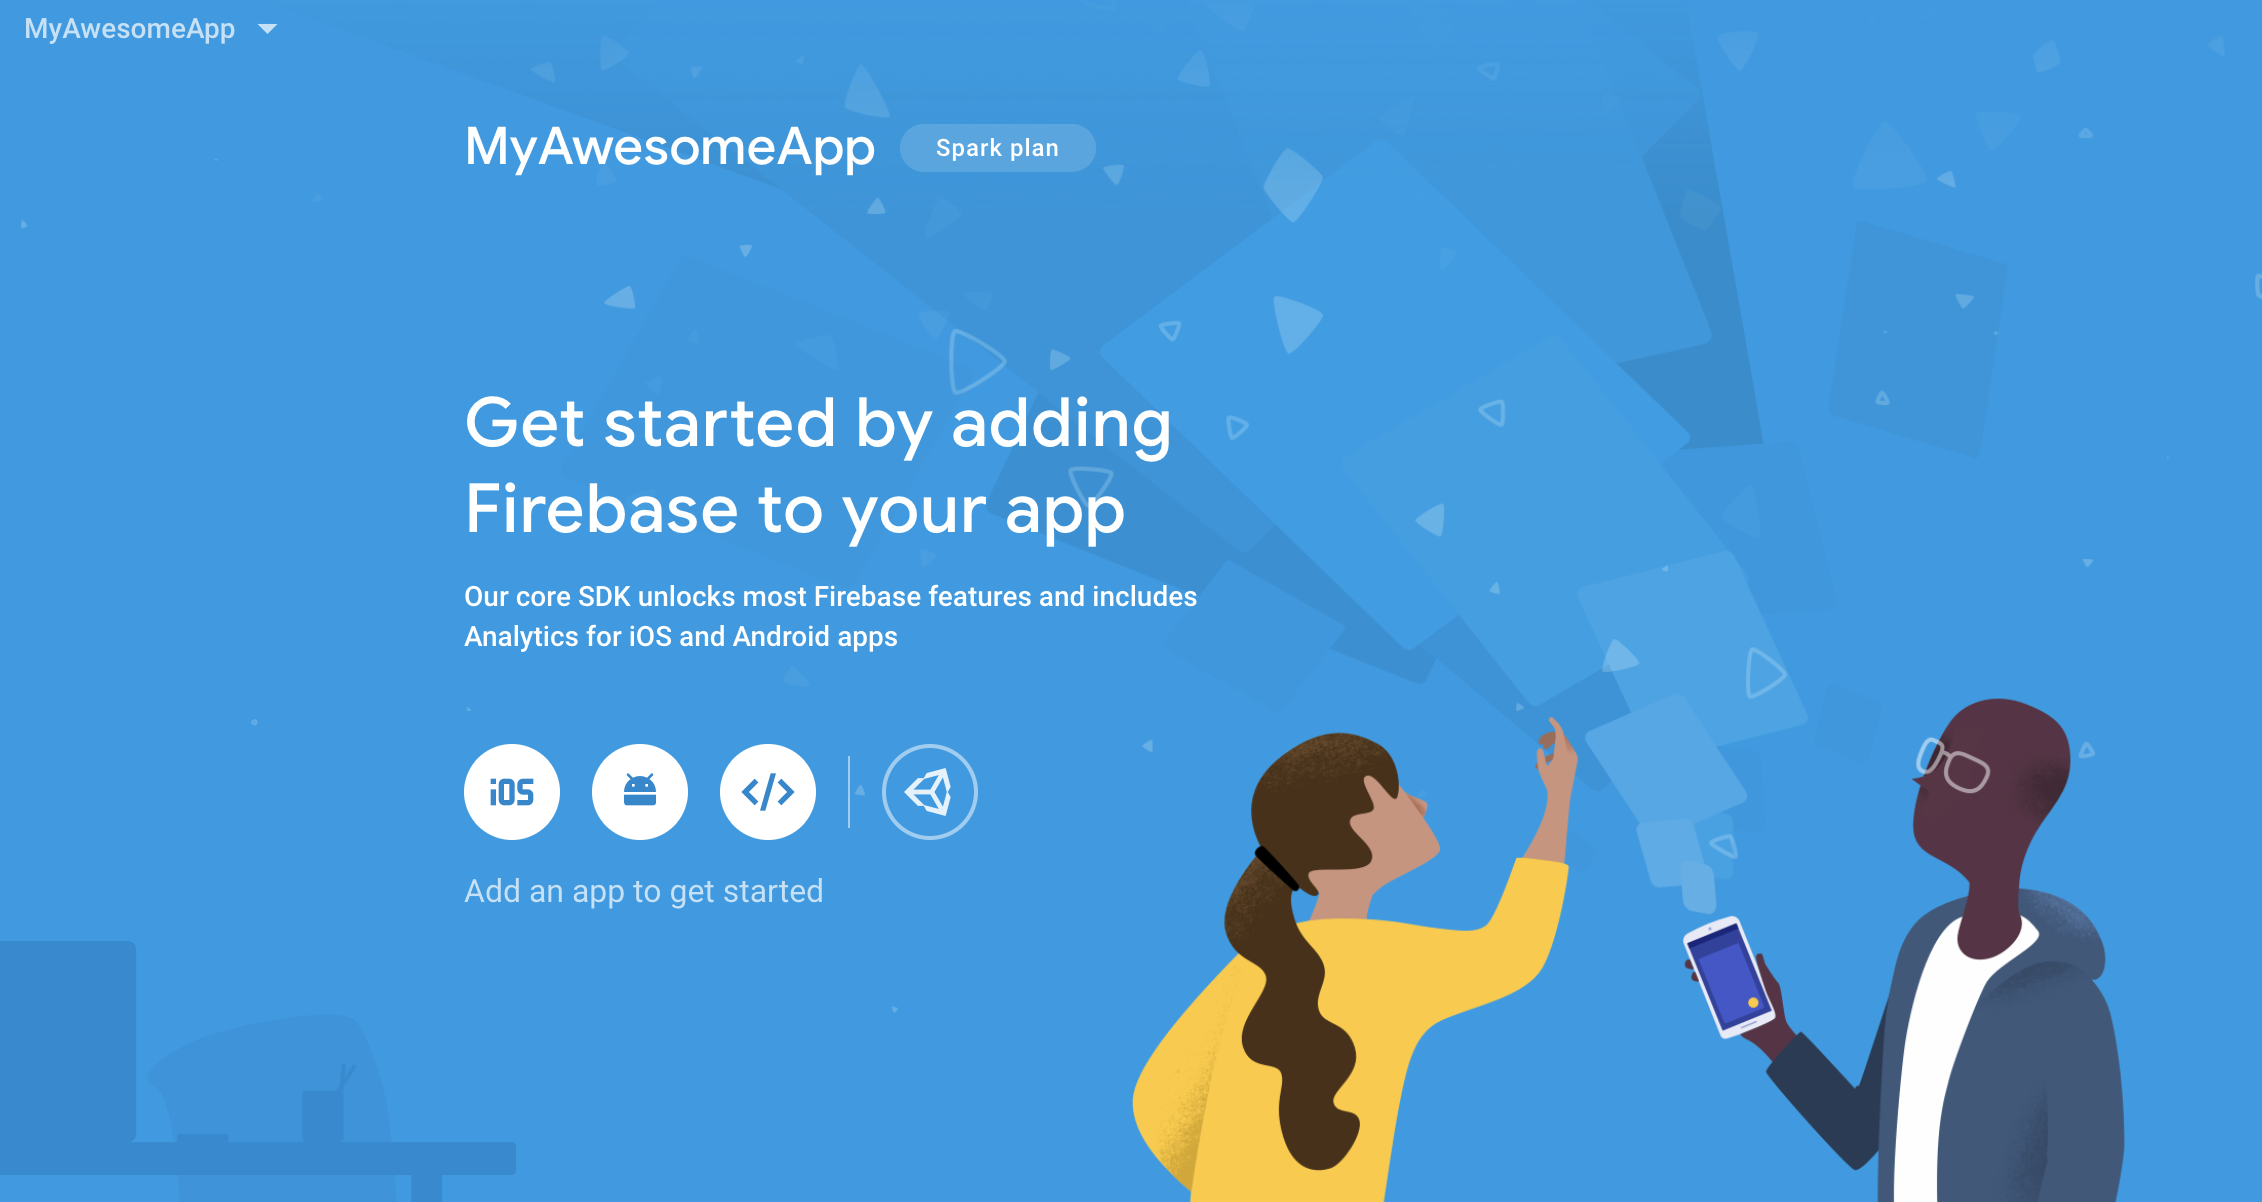 MyAwesomeApp
MyAwesomeApp Spark plan
Get started by adding
Firebase to your app
Our core SDK unlocks most Firebase features and includes
Analytics for iOS and Android apps
iOS </>
Add an app to get started